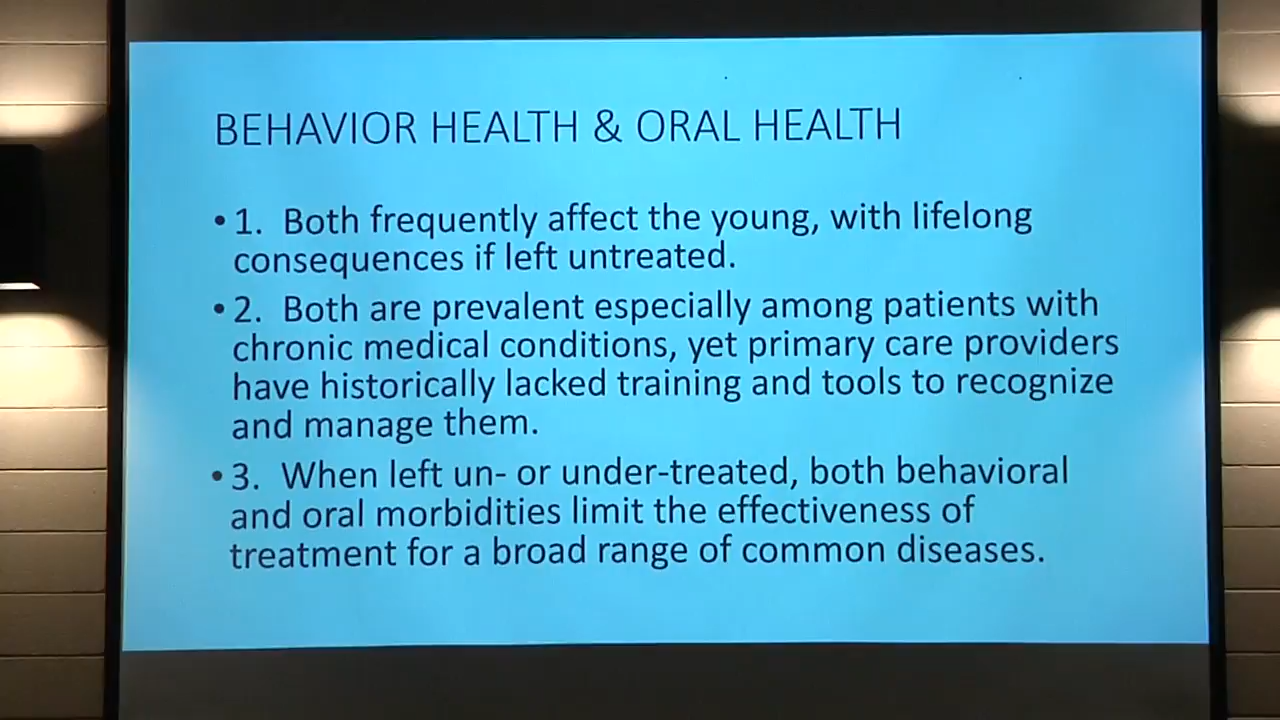 BEHAVIOR HEALTH & ORAL HEALTH
• 1. Both frequently affect the young, with lifelong
consequences if left untreated.
• 2. Both are prevalent especially among patients with
chronic medical conditions, yet primary care providers
have historically lacked training and tools to recognize
and manage them.
• 3. When left un- or under-treated, both behavioral
and oral morbidities limit the effectiveness of
treatment for a broad range of common diseases.